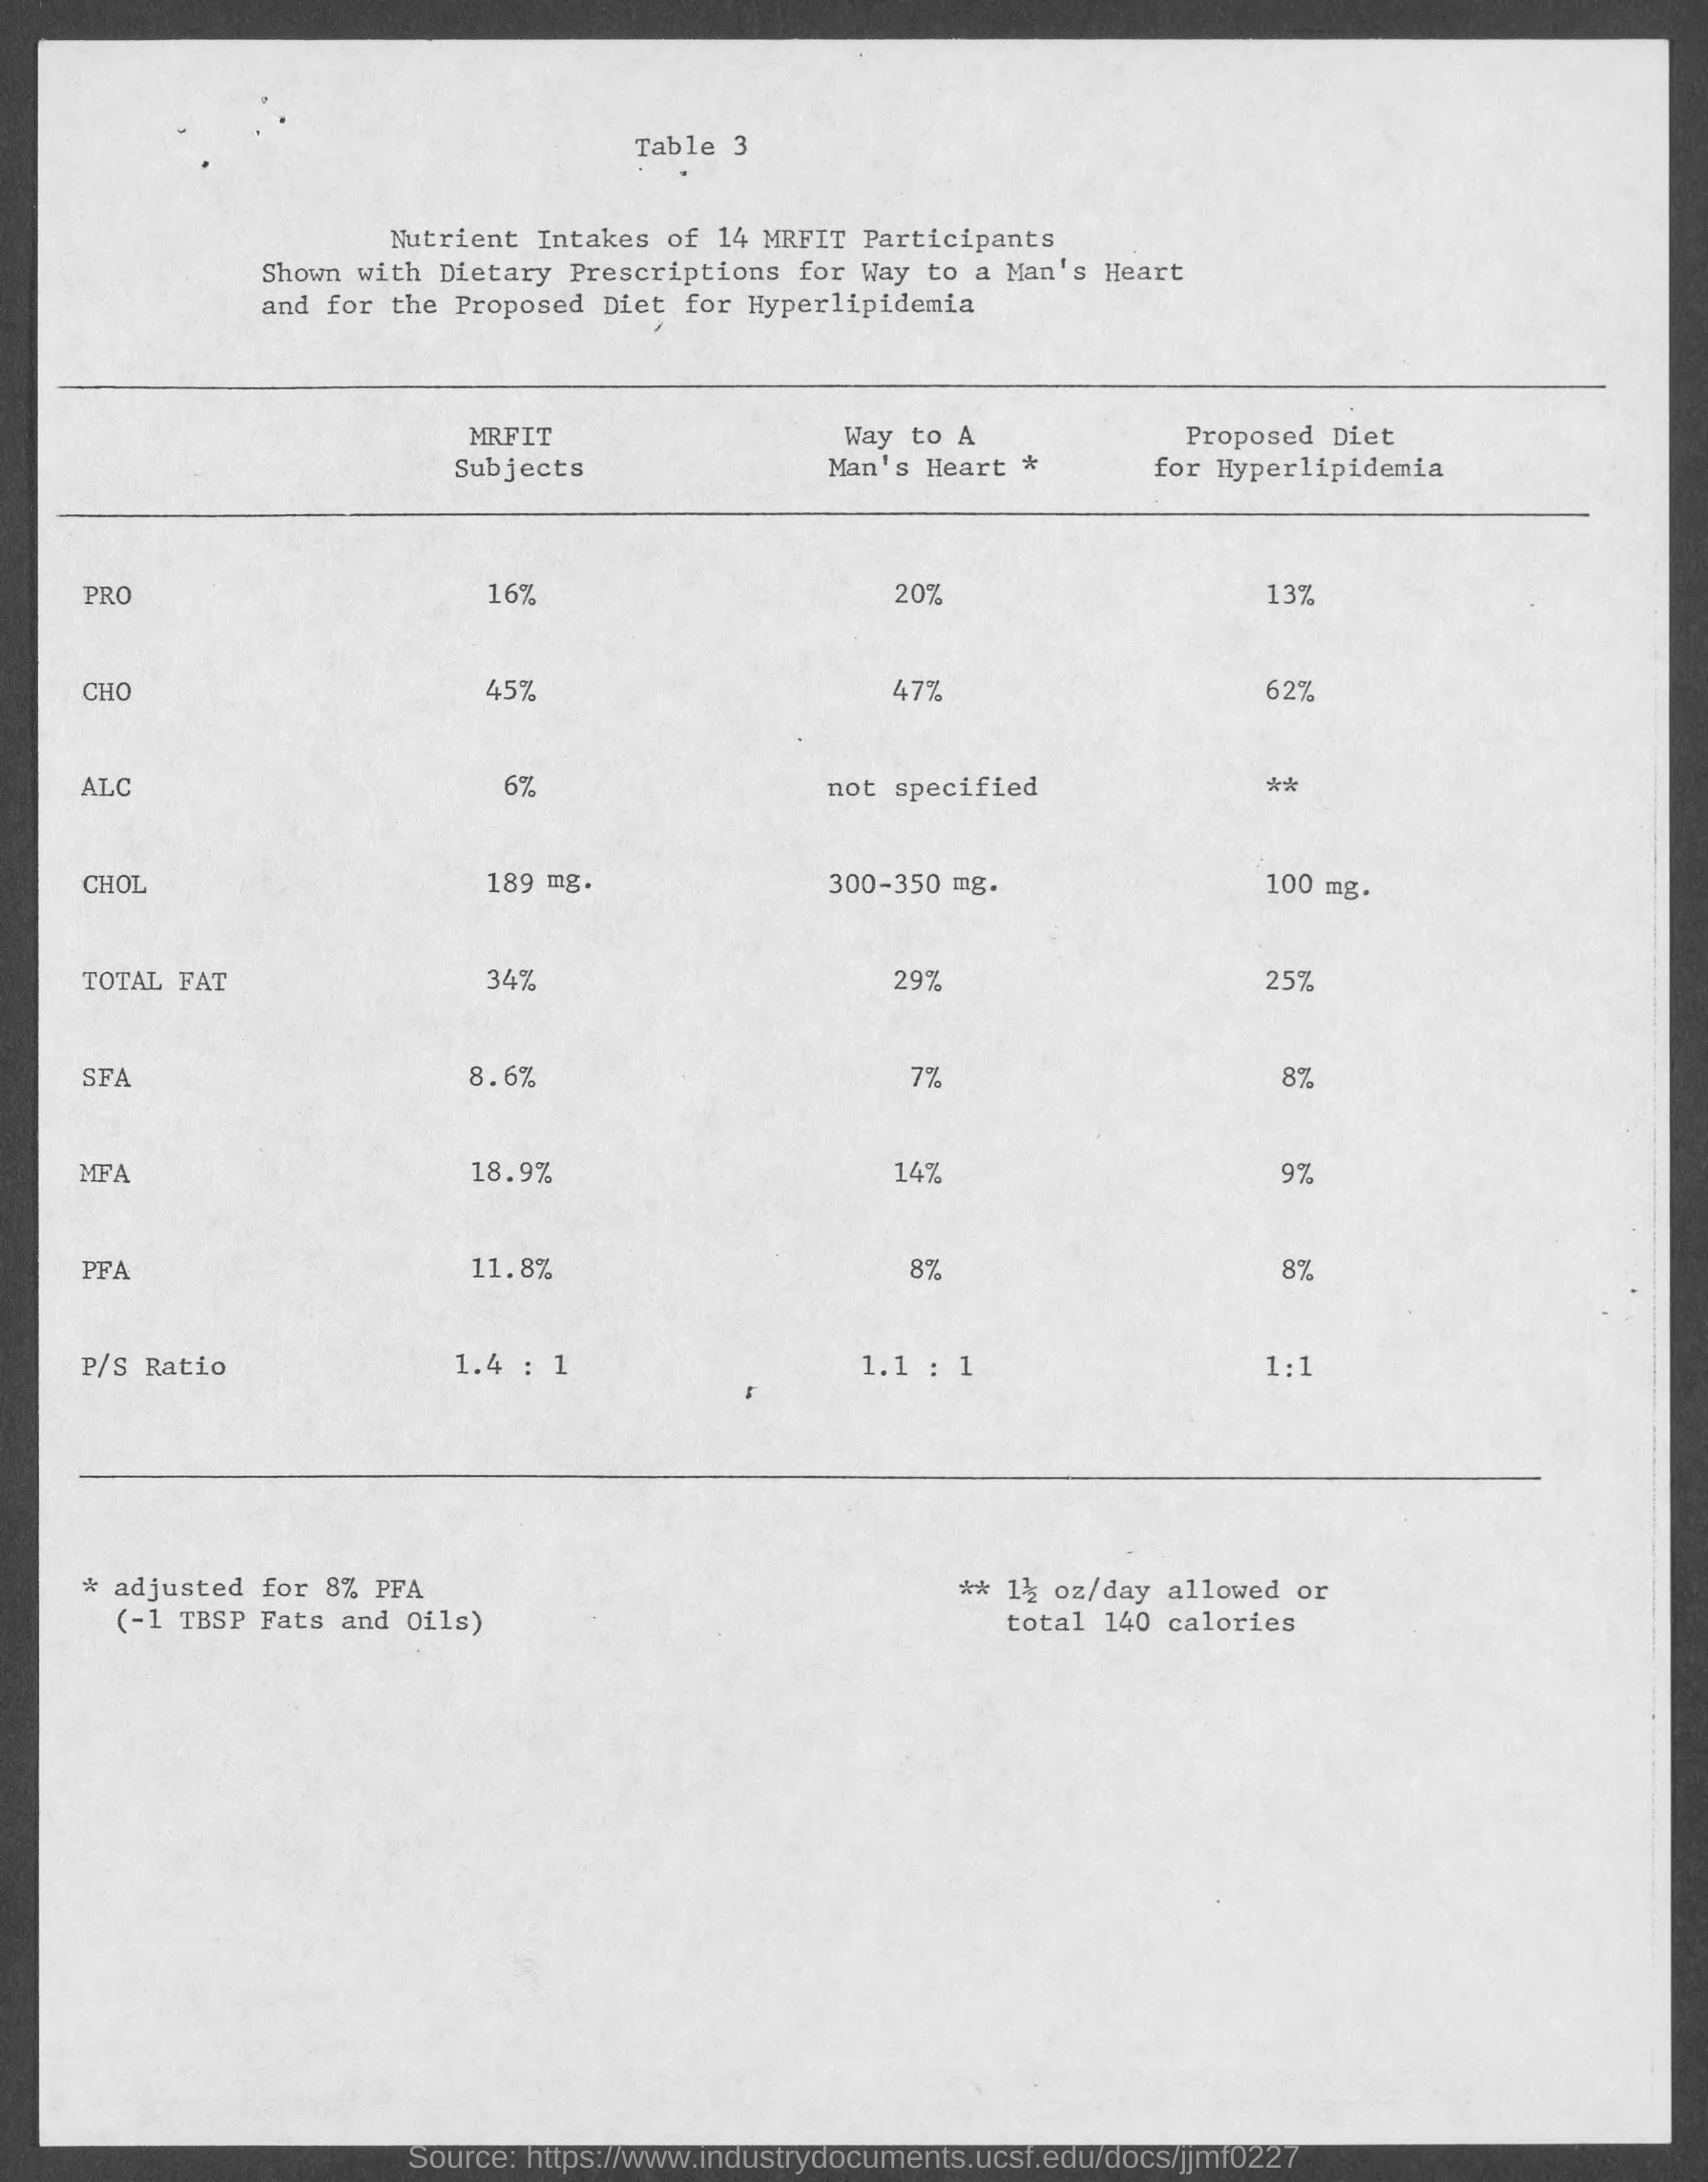 Table 3
Nutrient Intakes of 14 MRFIT Participants
Shown with Dietary Prescriptions for Way to a Man's Heart
and for the Proposed Diet for Hyperlipidemia
MRFIT Subjects
Way to A Man's Heart *
Proposed Diet for Hyperlipidemia
PRO 16% 20% 13%
CHO 45% 47% 62%
ALC 6% not specified **
CHOL 189 mg. 300-350 mg. 100 mg.
TOTAL FAT 34% 29% 25%
SFA 8.6% 7% 8%
MFA 18.9% 14% 9%
PFA 11.8% 8% 8%
P/S Ratio 1.4 : 1 1.1 : 1 1:1
* adjusted for 8% PFA
(-1 TBSP Fats and Oils)
** 1½ oz/day allowed or
total 140 calories
Source: https://www.industrydocuments.ucsf.edu/docs/jjmf0227